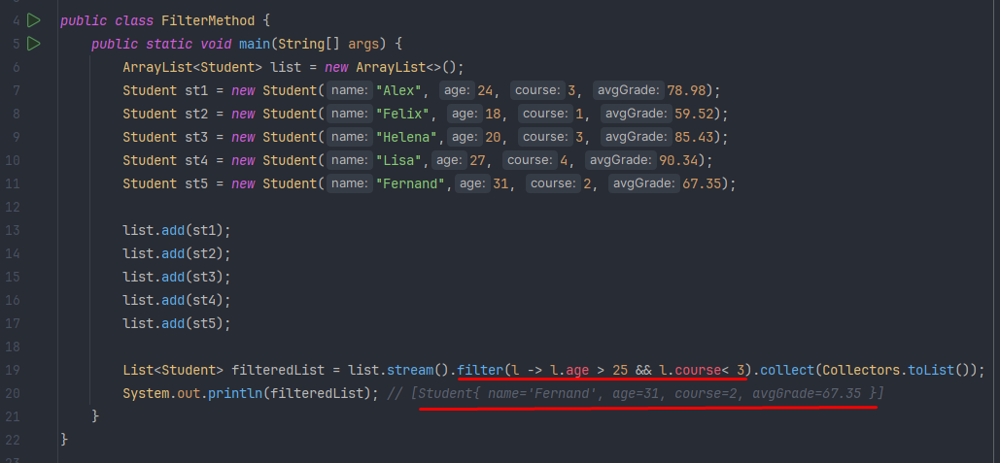 4 public class FilterMethod {
5 public static void main(String[] args) {
6 ArrayList<Student> list = new ArrayList<>();
7 Student st1 = new Student( name: "Alex", age: 24, course: 3, avgGrade: 78.98);
8 Student st2 = new Student( name: "Felix", age: 18, course: 1, avgGrade: 59.52);
9 Student st3 = new Student( name: "Helena", age: 20, course: 3, avgGrade: 85.43);
10 Student st4 = new Student( name: "Lisa", age: 27, course: 4, avgGrade: 90.34);
11 Student st5 = new Student( name: "Fernand", age: 31, course: 2, avgGrade: 67.35);
12
13 list.add(st1);
14 list.add(st2);
15 list.add(st3);
16 list.add(st4);
17 list.add(st5);
18
19 List<Student> filteredList = list.stream().filter(l -> l.age > 25 && l.course< 3).collect(Collectors.toList());
20 System.out.println(filteredList); // [Student{ name='Fernand', age=31, course=2, avgGrade=67.35 }]
21 }
22 }